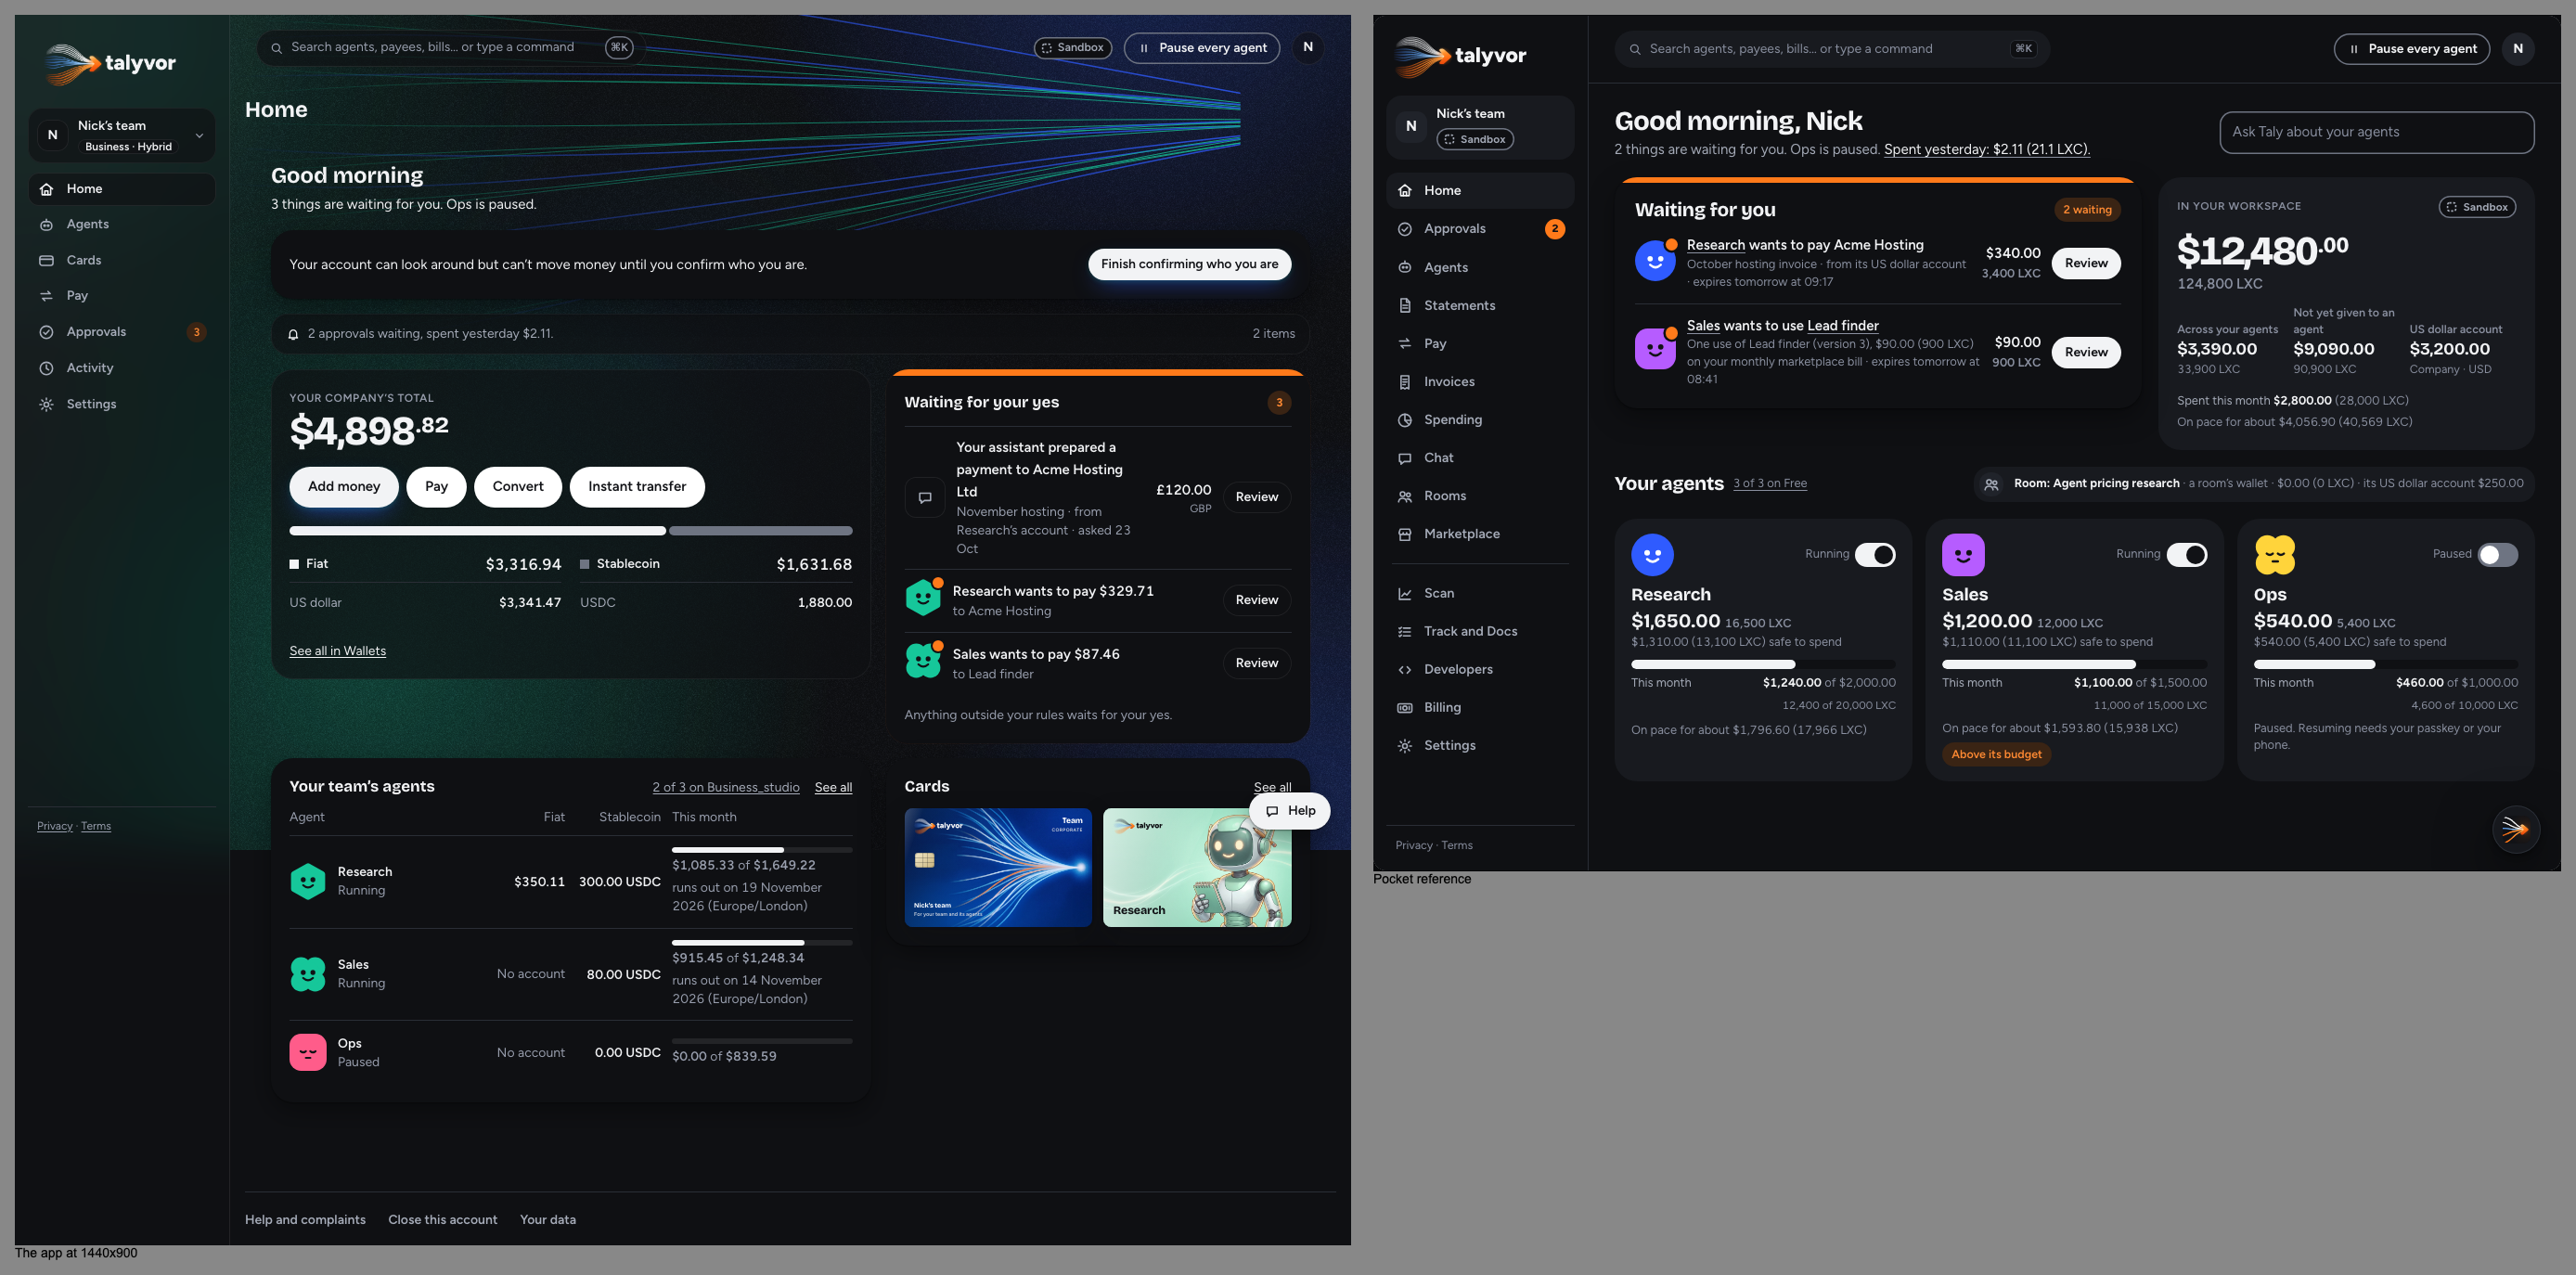 talyvor
Search agents, payees, bills... or type a command
⌘K
Sandbox
Pause every agent
N
N
Nick's team
Business · Hybrid
Home
Agents
Cards
Pay
Approvals
3
Activity
Settings
Privacy · Terms
Home
Good morning
3 things are waiting for you. Ops is paused.
Your account can look around but can't move money until you confirm who you are.
Finish confirming who you are
2 approvals waiting, spent yesterday $2.11.
2 items
YOUR COMPANY'S TOTAL
$4,898.82
Add money
Pay
Convert
Instant transfer
Fiat
$3,316.94
Stablecoin
$1,631.68
US dollar
$3,341.47
USDC
1,880.00
See all in Wallets
Waiting for your yes
3
Your assistant prepared a
payment to Acme Hosting
Ltd
November hosting · from
Research's account · asked 23
Oct
£120.00
GBP
Review
Research wants to pay $329.71
to Acme Hosting
Review
Sales wants to pay $87.46
to Lead finder
Review
Anything outside your rules waits for your yes.
Your team's agents
2 of 3 on Business_studio
See all
Agent
Fiat
Stablecoin
This month
Research
Running
$350.11
300.00 USDC
$1,085.33 of $1,649.22
runs out on 19 November
2026 (Europe/London)
Sales
Running
No account
80.00 USDC
$915.45 of $1,248.34
runs out on 14 November
2026 (Europe/London)
Ops
Paused
No account
0.00 USDC
$0.00 of $839.59
Cards
See all
Help
talyvor
Team
CORPORATE
Nick's team
For your team and its agents
talyvor
Research
Help and complaints
Close this account
Your data
The app at 1440x900
talyvor
Search agents, payees, bills... or type a command
⌘K
Pause every agent
N
N
Nick's team
Sandbox
Home
Approvals
2
Agents
Statements
Pay
Invoices
Spending
Chat
Rooms
Marketplace
Scan
Track and Docs
Developers
Billing
Settings
Privacy · Terms
Good morning, Nick
2 things are waiting for you. Ops is paused. Spent yesterday: $2.11 (21.1 LXC).
Ask Taly about your agents
Waiting for you
2 waiting
Research wants to pay Acme Hosting
October hosting invoice · from its US dollar account
· expires tomorrow at 09:17
$340.00
3,400 LXC
Review
Sales wants to use Lead finder
One use of Lead finder (version 3), $90.00 (900 LXC)
on your monthly marketplace bill · expires tomorrow at
08:41
$90.00
900 LXC
Review
IN YOUR WORKSPACE
Sandbox
$12,480.00
124,800 LXC
Across your agents
$3,390.00
33,900 LXC
Not yet given to an
agent
$9,090.00
90,900 LXC
US dollar account
$3,200.00
Company · USD
Spent this month $2,800.00 (28,000 LXC)
On pace for about $4,056.90 (40,569 LXC)
Your agents
3 of 3 on Free
Room: Agent pricing research · a room's wallet · $0.00 (0 LXC) · its US dollar account $250.00
Running
Research
$1,650.00 16,500 LXC
$1,310.00 (13,100 LXC) safe to spend
This month
$1,240.00 of $2,000.00
12,400 of 20,000 LXC
On pace for about $1,796.60 (17,966 LXC)
Running
Sales
$1,200.00 12,000 LXC
$1,110.00 (11,100 LXC) safe to spend
This month
$1,100.00 of $1,500.00
11,000 of 15,000 LXC
On pace for about $1,593.80 (15,938 LXC)
Above its budget
Paused
Ops
$540.00 5,400 LXC
$540.00 (5,400 LXC) safe to spend
This month
$460.00 of $1,000.00
4,600 of 10,000 LXC
Paused. Resuming needs your passkey or your
phone.
Pocket reference